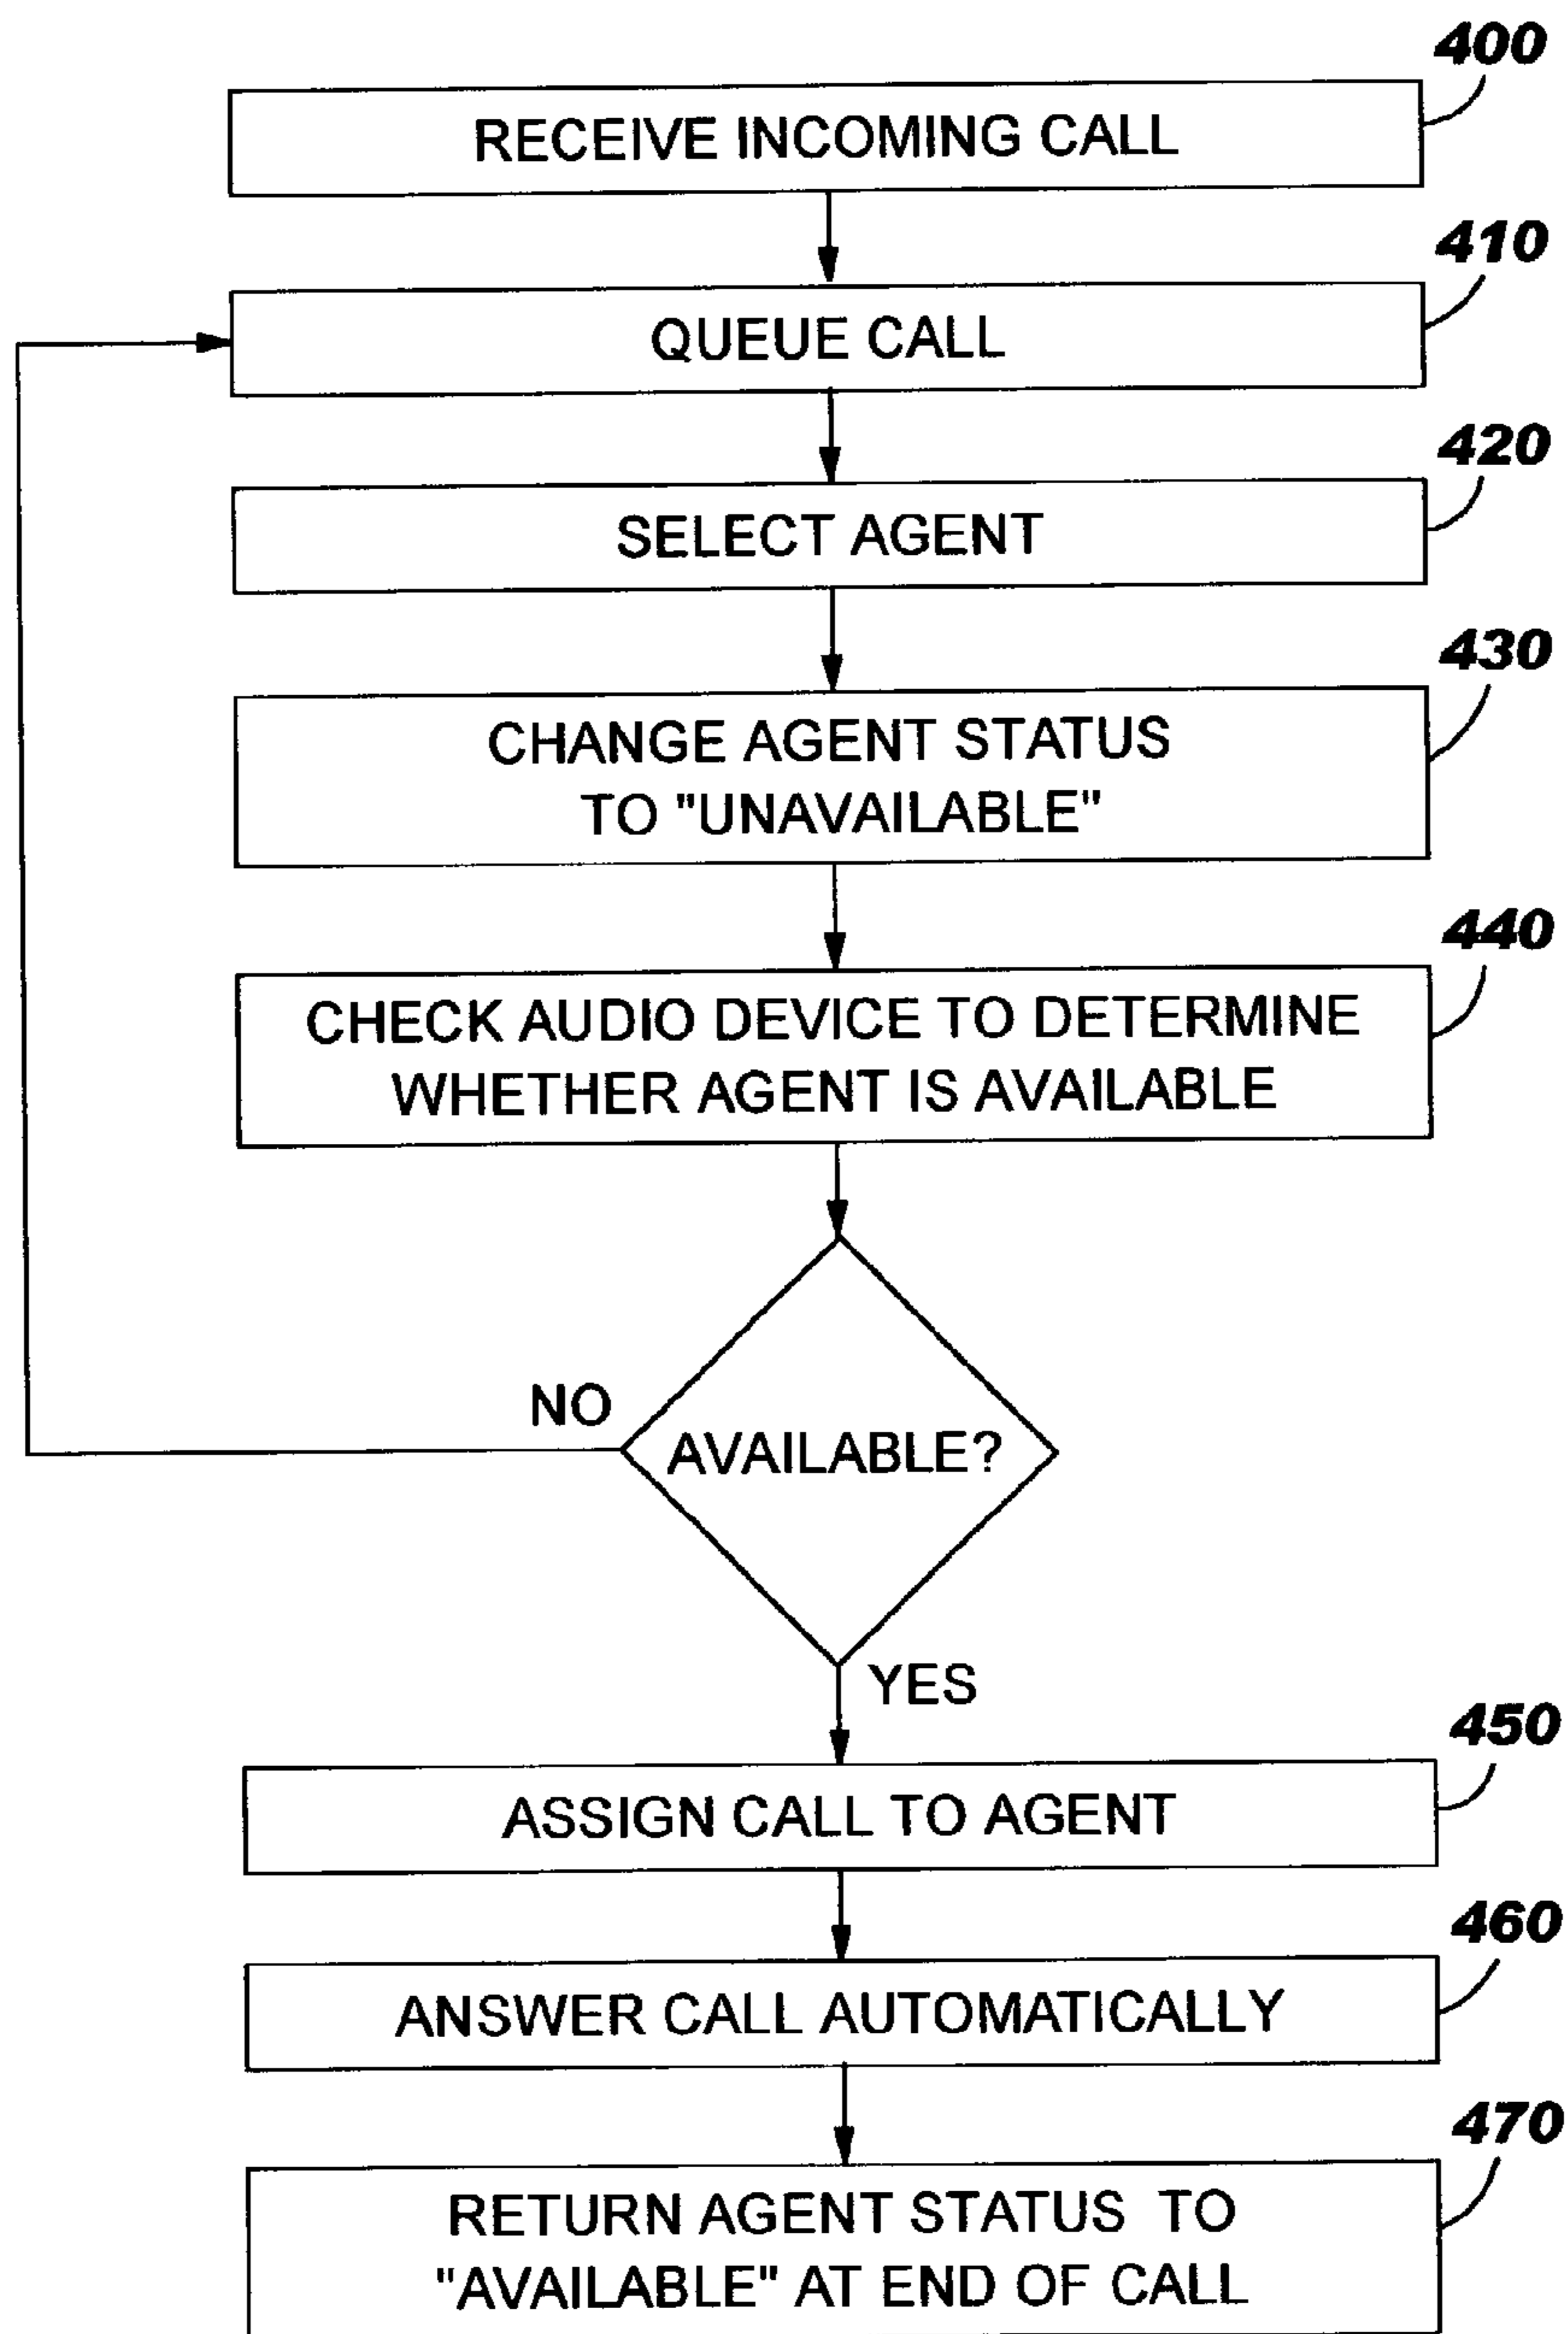 400
RECEIVE INCOMING CALL
410
QUEUE CALL
420
SELECT AGENT
430
CHANGE AGENT STATUS
TO "UNAVAILABLE"
440
CHECK AUDIO DEVICE TO DETERMINE
WHETHER AGENT IS AVAILABLE
NO
AVAILABLE?
YES
450
ASSIGN CALL TO AGENT
460
ANSWER CALL AUTOMATICALLY
470
RETURN AGENT STATUS TO
"AVAILABLE" AT END OF CALL